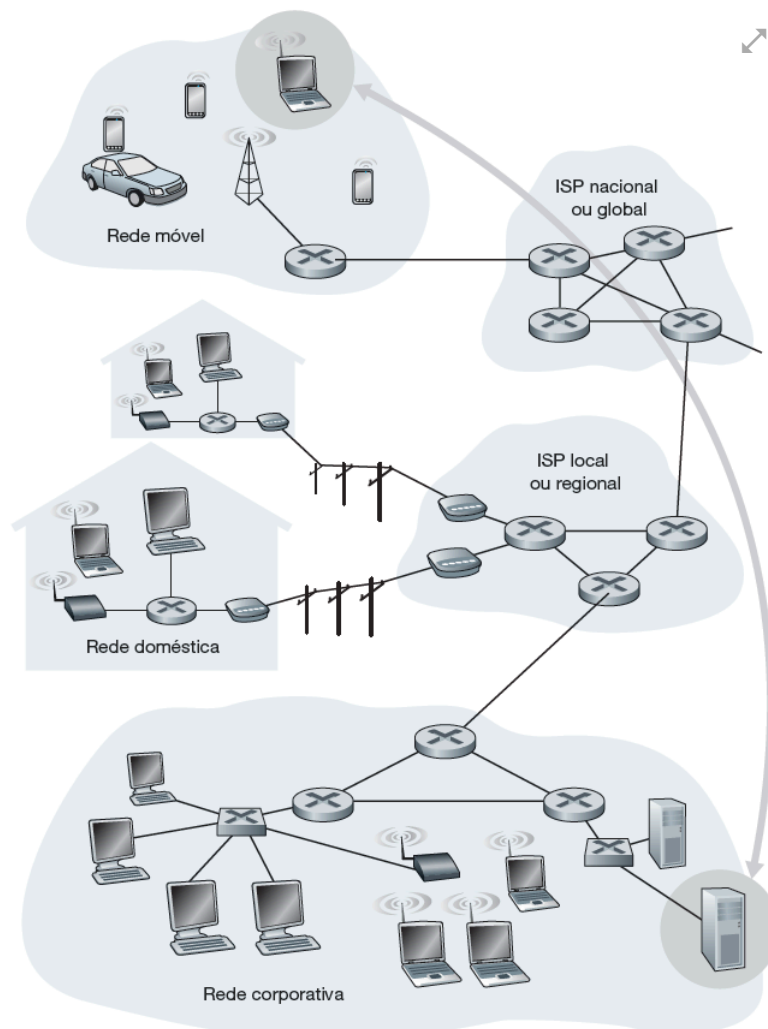 ISP nacional
ou global
Rede móvel
ISP local
ou regional
Rede doméstica
Rede corporativa